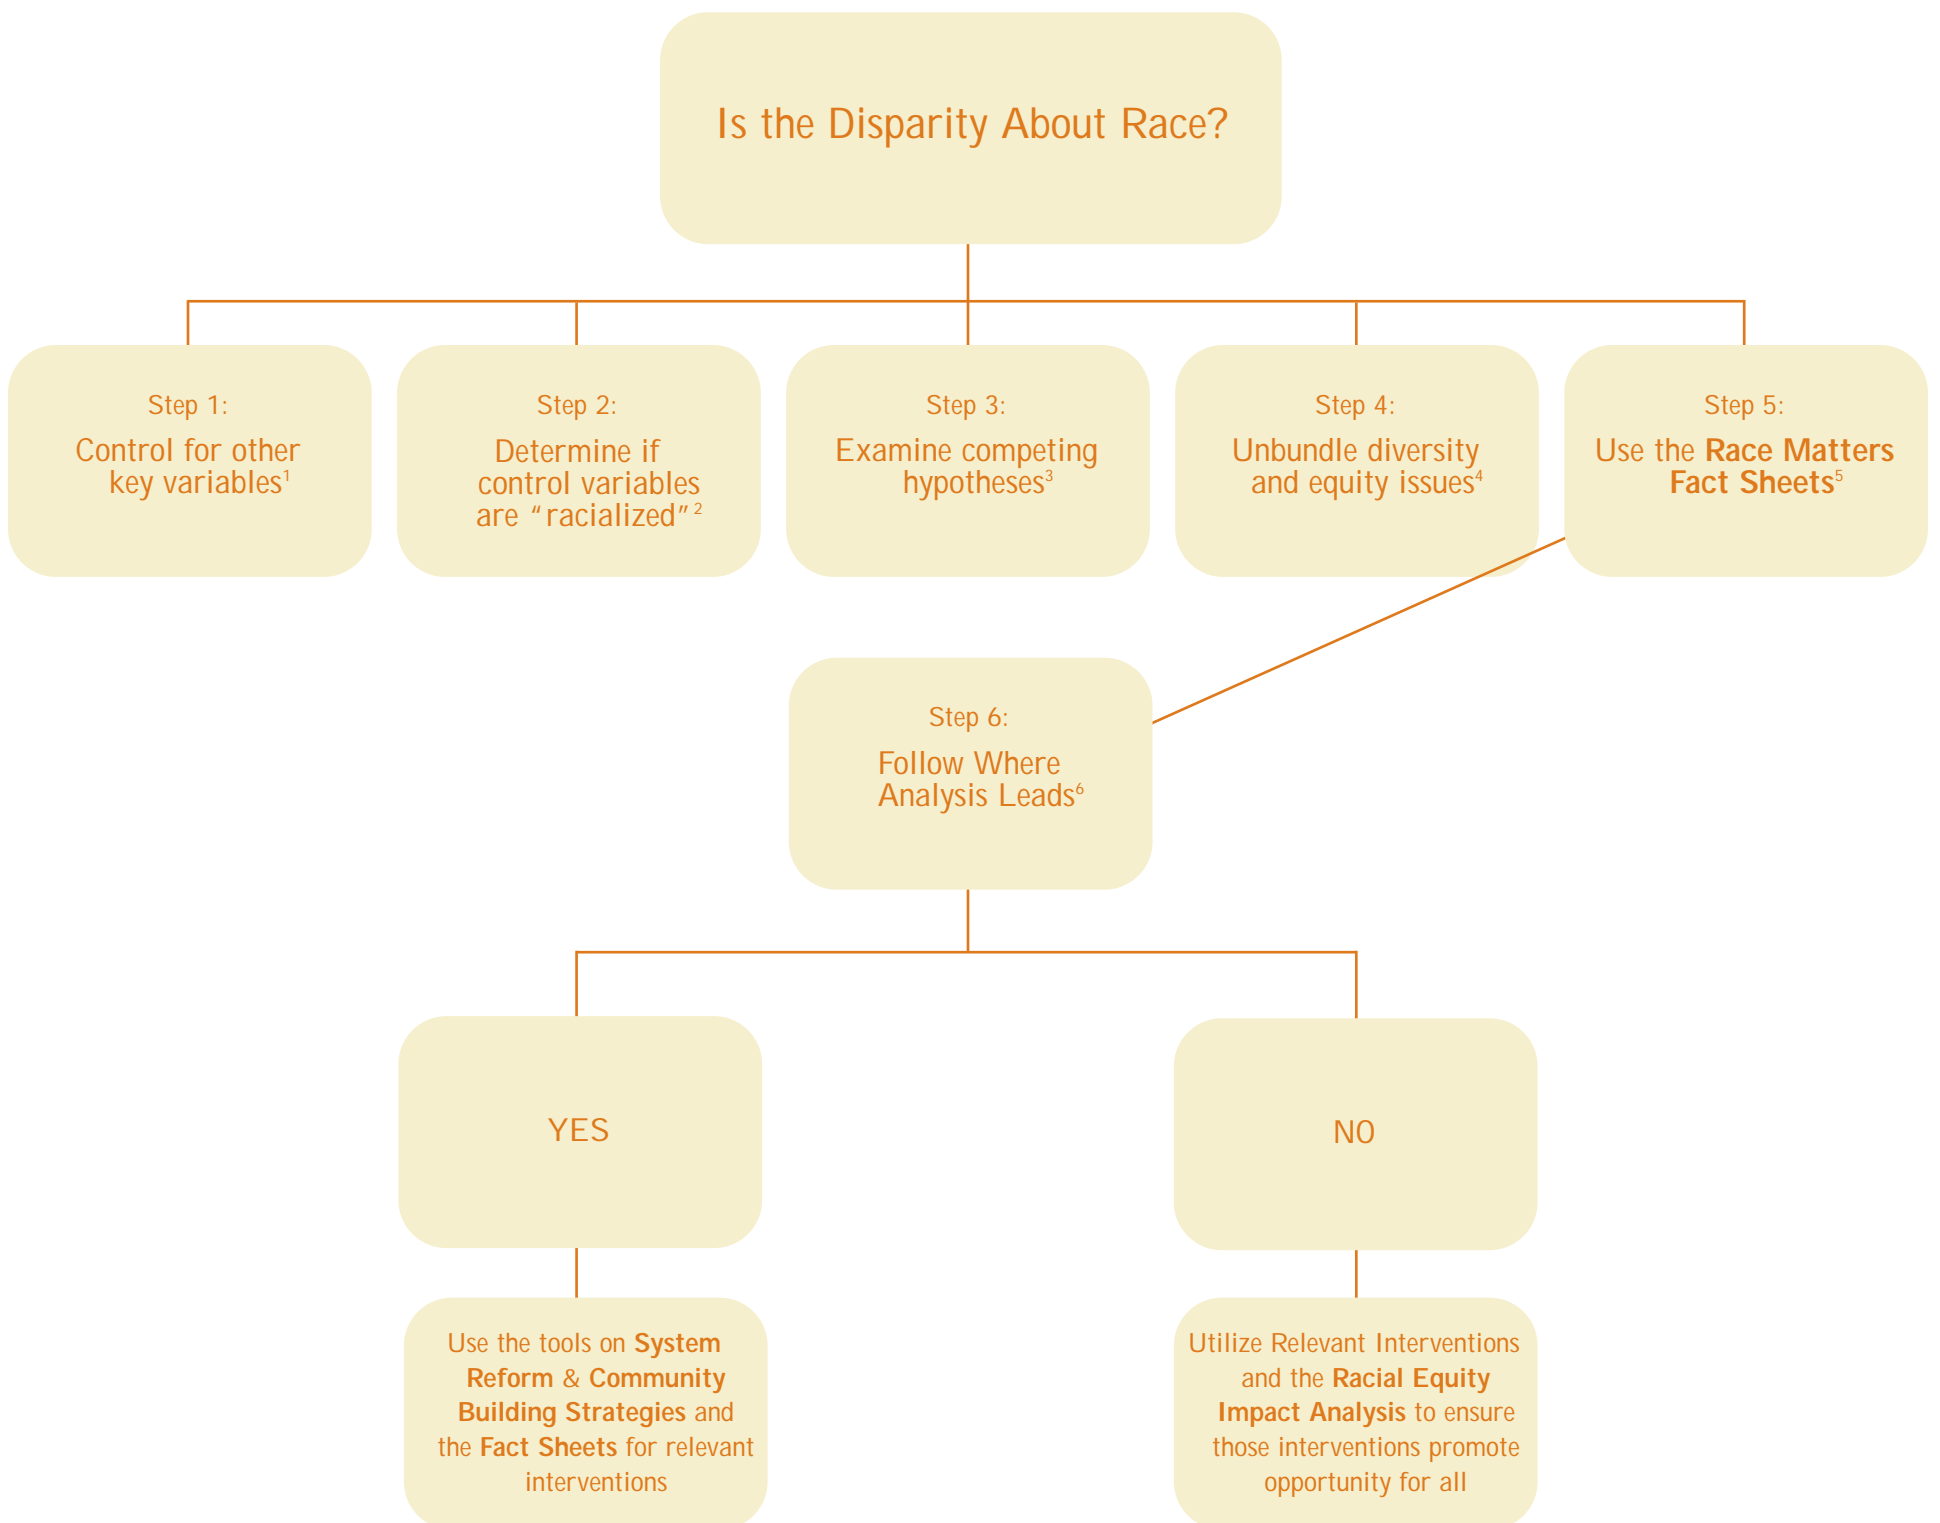 Is the Disparity About Race?
Step 1:
Control for other
key variables¹
Step 2:
Determine if
control variables
are “racialized”²
Step 3:
Examine competing
hypotheses³
Step 4:
Unbundle diversity
and equity issues⁴
Step 5:
Use the Race Matters
Fact Sheets⁵
Step 6:
Follow Where
Analysis Leads⁶
YES
NO
Use the tools on System
Reform & Community
Building Strategies and
the Fact Sheets for relevant
interventions
Utilize Relevant Interventions
and the Racial Equity
Impact Analysis to ensure
those interventions promote
opportunity for all